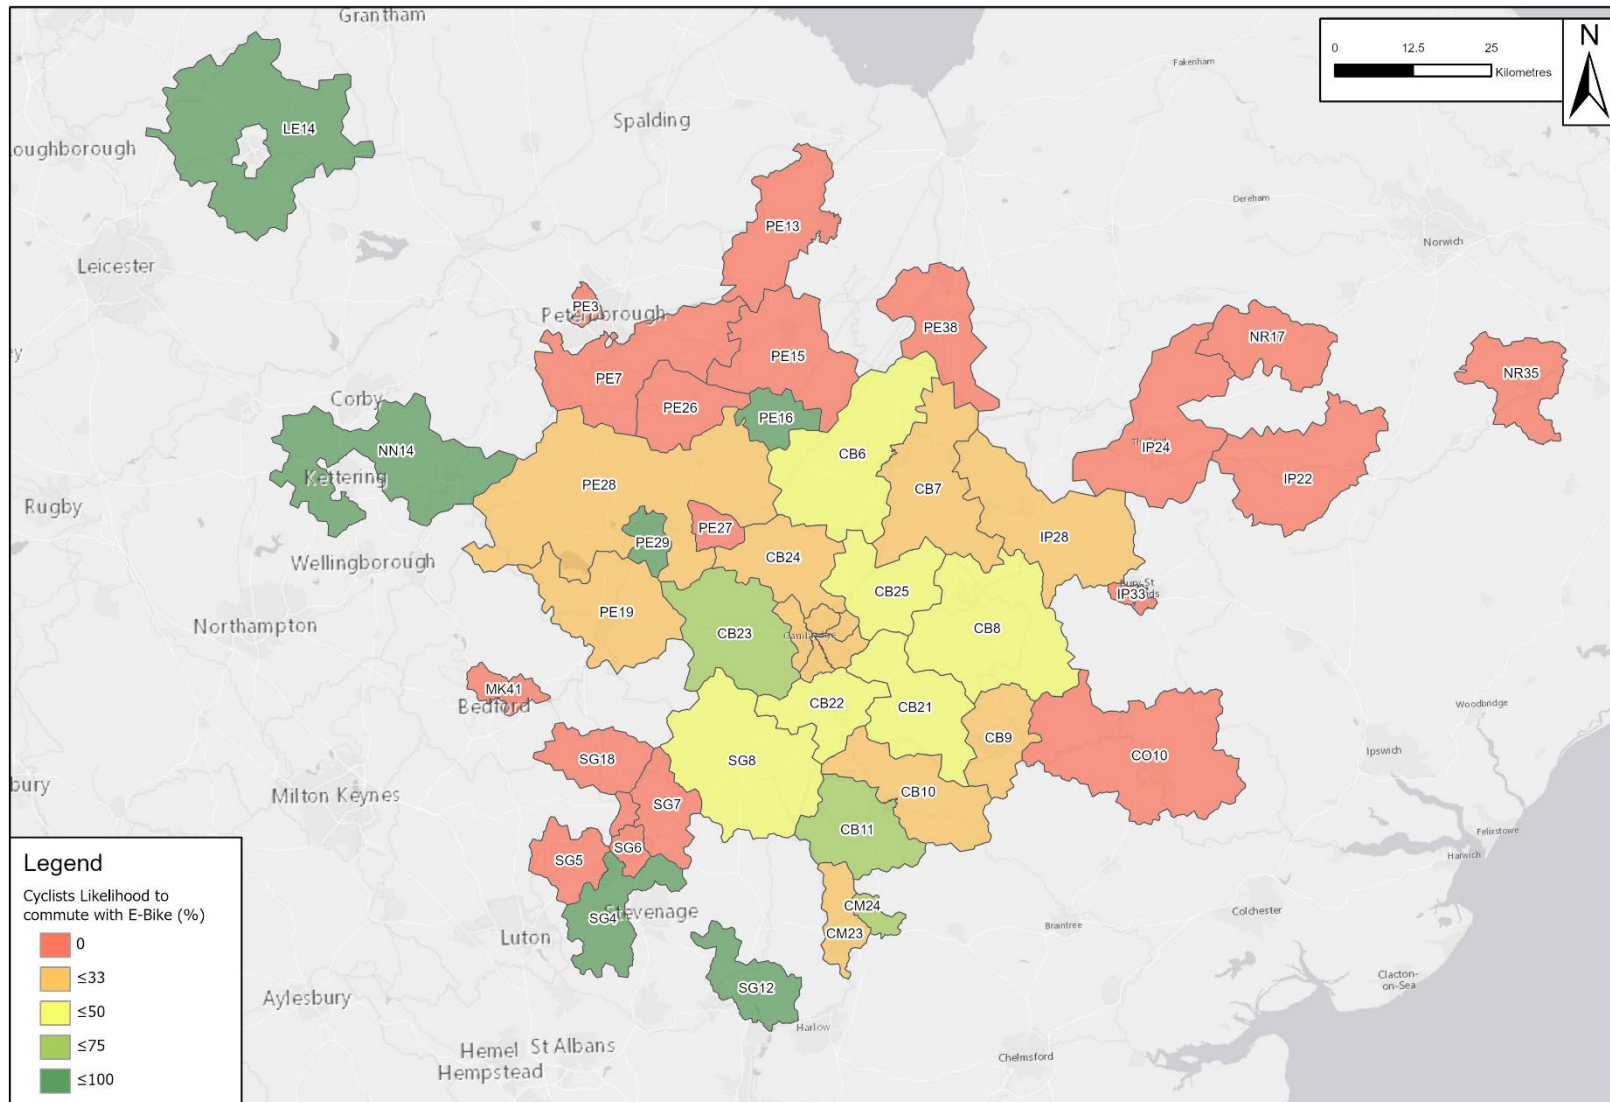 Grantham
N
0 12.5 25
Kilometres
Fakenham
Spalding
LE14
oughborough
PE13
Dereham
Norwich
Leicester
PE3
Peterborough
PE38
NR17
ey
PE15
NR35
PE7
Corby
PE26
PE16
IP24
NN14
CB6
Kettering
IP22
PE28
CB7
Rugby
PE27
IP28
PE29
CB24
Wellingborough
Bury St
CB25
IP33
PE19
Northampton
CB8
CB23
Cambridge
MK41
Bedford
CB22
CB21
Woodbridge
CB9
Ipswich
SG18
SG8
CO10
bury
CB10
Milton Keynes
SG7
CB11
Felixstowe
SG6
Harwich
SG5
Legend
Cyclists Likelihood to
commute with E-Bike (%)
0
≤33
≤50
≤75
≤100
CM24
Stevenage
Colchester
SG4
Braintree
CM23
Luton
Clacton-
on-Sea
SG12
Aylesbury
Harlow
Hemel
Hempstead
St Albans
Chelmsford